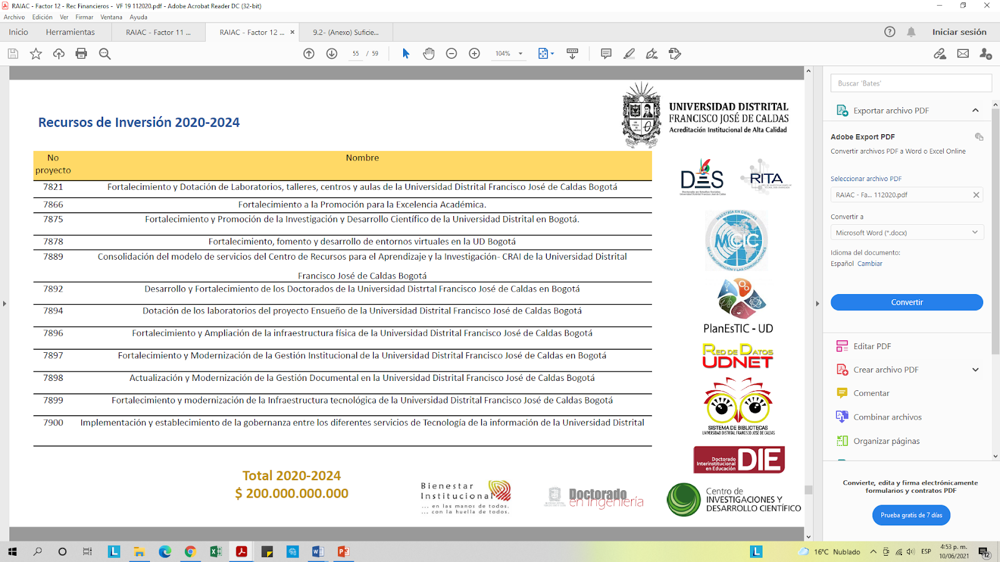 RAIAC - Factor 12 - Rec Financieros - VF 19 112020.pdf - Adobe Acrobat Reader DC (32-bit)
Archivo Edición Ver Firmar Ventana Ayuda
Inicio Herramientas RAIAC - Factor 11 ... RAIAC - Factor 12 ... 9.2- (Anexo) Suficie... Iniciar sesión
55 / 59 104%
Recursos de Inversión 2020-2024
UNIVERSIDAD DISTRITAL
FRANCISCO JOSÉ DE CALDAS
Acreditación Institucional de Alta Calidad
No proyecto Nombre
7821 Fortalecimiento y Dotación de Laboratorios, talleres, centros y aulas de la Universidad Distrital Francisco José de Caldas Bogotá
7866 Fortalecimiento a la Promoción para la Excelencia Académica.
7875 Fortalecimiento y Promoción de la Investigación y Desarrollo Científico de la Universidad Distrital en Bogotá.
7878 Fortalecimiento, fomento y desarrollo de entornos virtuales en la UD Bogotá
7889 Consolidación del modelo de servicios del Centro de Recursos para el Aprendizaje y la Investigación- CRAI de la Universidad Distrital
Francisco José de Caldas Bogotá
7892 Desarrollo y Fortalecimiento de los Doctorados de la Universidad Distrtal Francisco José de Caldas en Bogotá
7894 Dotación de los laboratorios del proyecto Ensueño de la Universidad Distrital Francisco José de Caldas Bogotá
7896 Fortalecimiento y Ampliación de la infraestructura física de la Universidad Distrital Francisco José de Caldas Bogotá
7897 Fortalecimiento y Modernización de la Gestión Institucional de la Universidad Distrital Francisco José de Caldas en Bogotá
7898 Actualización y Modernización de la Gestión Documental en la Universidad Distrital Francisco José de Caldas Bogotá
7899 Fortalecimiento y modernización de la Infraestructura tecnológica de la Universidad Distrital Francisco José de Caldas Bogotá
7900 Implementación y establecimiento de la gobernanza entre los diferentes servicios de Tecnología de la información de la Universidad Distrital
Total 2020-2024
$ 200.000.000.000
DES
RITA
MAESTRÍA EN CIENCIAS
MCIC
DE LA INFORMACIÓN Y LAS COMUNICACIONES
PlanEsTIC - UD
RED DE DATOS
UDNET
SISTEMA DE BIBLIOTECAS
UNIVERSIDAD DISTRITAL FRANCISCO JOSÉ DE CALDAS
Doctorado
Interinstitucional
en Educación
DIE
Bienestar
Institucional
... en las manos de todos.
... con la huella de todos.
Doctorado
en Ingeniería
Centro de
INVESTIGACIONES Y
DESARROLLO CIENTÍFICO
Buscar 'Bates'
Exportar archivo PDF
Adobe Export PDF
Convertir archivos PDF a Word o Excel Online
Seleccionar archivo PDF
RAIAC - Fa... 112020.pdf
Convertir a
Microsoft Word (*.docx)
Idioma del documento:
Español Cambiar
Convertir
Editar PDF
Crear archivo PDF
Comentar
Combinar archivos
Organizar páginas
Convierte, edita y firma electrónicamente
formularios y contratos PDF
Prueba gratis de 7 días
16°C Nublado ESP 4:53 p. m.
10/06/2021
12